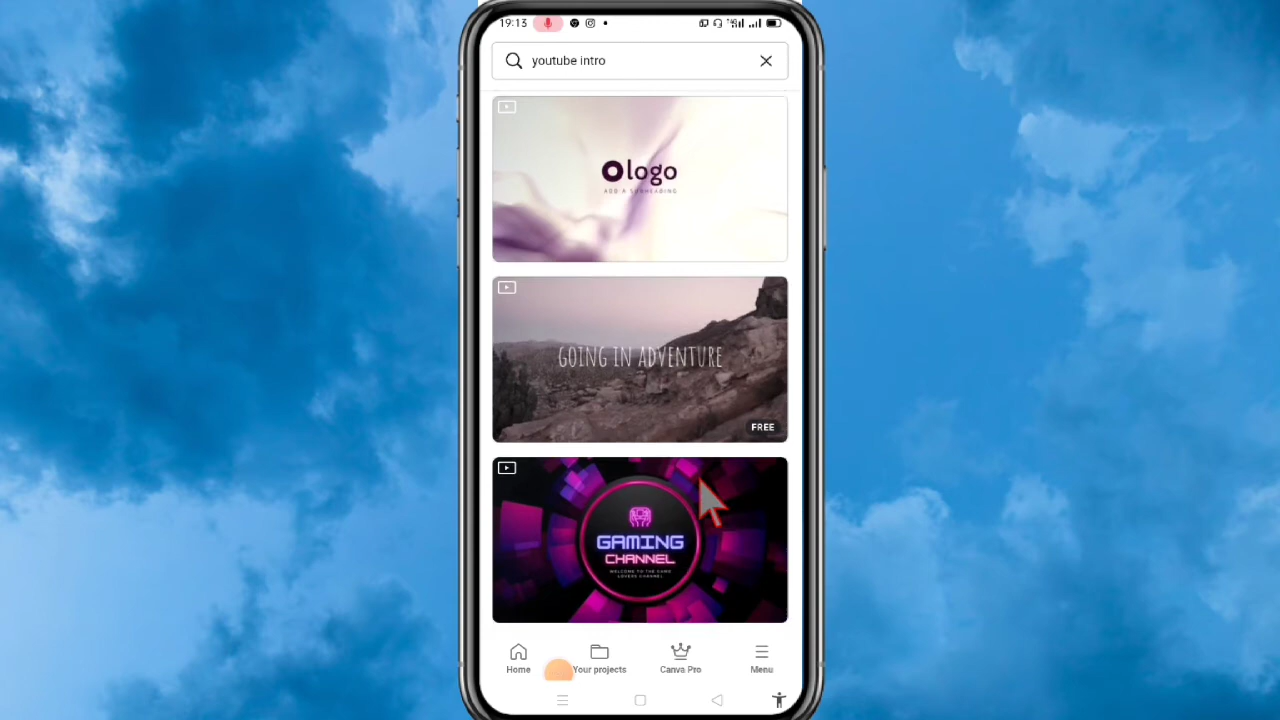 19:13
youtube intro
logo
ADD A SUBHEADING
GOING IN ADVENTURE
FREE
GAMING
CHANNEL
WELCOME TO THE GAME
LOVERS CHANNEL
Home
Your projects
Canva Pro
Menu